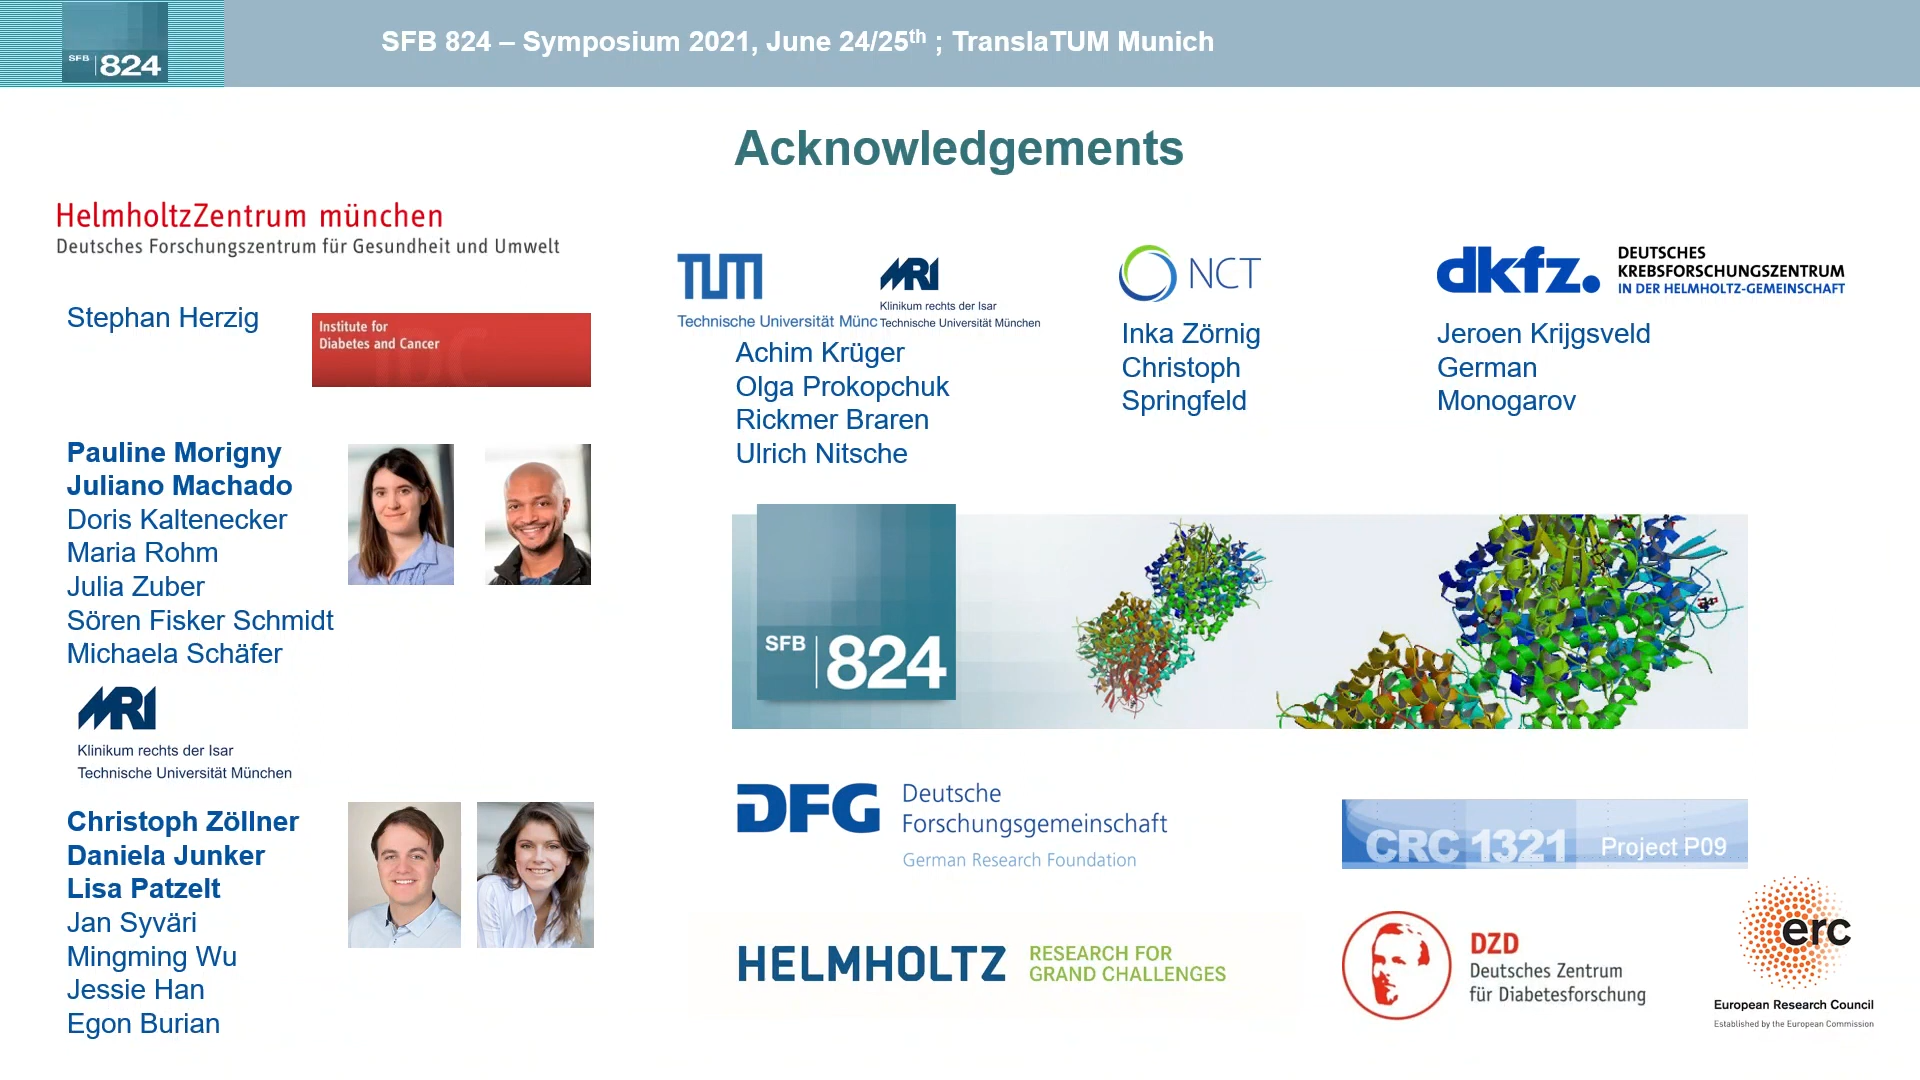 SFB 824
SFB 824 – Symposium 2021, June 24/25th ; TranslaTUM Munich
Acknowledgements
HelmholtzZentrum münchen
Deutsches Forschungszentrum für Gesundheit und Umwelt
Stephan Herzig
Institute for
Diabetes and Cancer
IDC
Pauline Morigny
Juliano Machado
Doris Kaltenecker
Maria Rohm
Julia Zuber
Sören Fisker Schmidt
Michaela Schäfer
MRI
Klinikum rechts der Isar
Technische Universität München
Christoph Zöllner
Daniela Junker
Lisa Patzelt
Jan Syväri
Mingming Wu
Jessie Han
Egon Burian
TUM
Technische Universität Münc
MRI
Klinikum rechts der Isar
Technische Universität München
Achim Krüger
Olga Prokopchuk
Rickmer Braren
Ulrich Nitsche
NCT
Inka Zörnig
Christoph
Springfeld
dkfz.
DEUTSCHES
KREBSFORSCHUNGSZENTRUM
IN DER HELMHOLTZ-GEMEINSCHAFT
Jeroen Krijgsveld
German
Monogarov
SFB 824
DFG
Deutsche
Forschungsgemeinschaft
German Research Foundation
CRC 1321 Project P09
HELMHOLTZ
RESEARCH FOR
GRAND CHALLENGES
DZD
Deutsches Zentrum
für Diabetesforschung
erc
European Research Council
Established by the European Commission